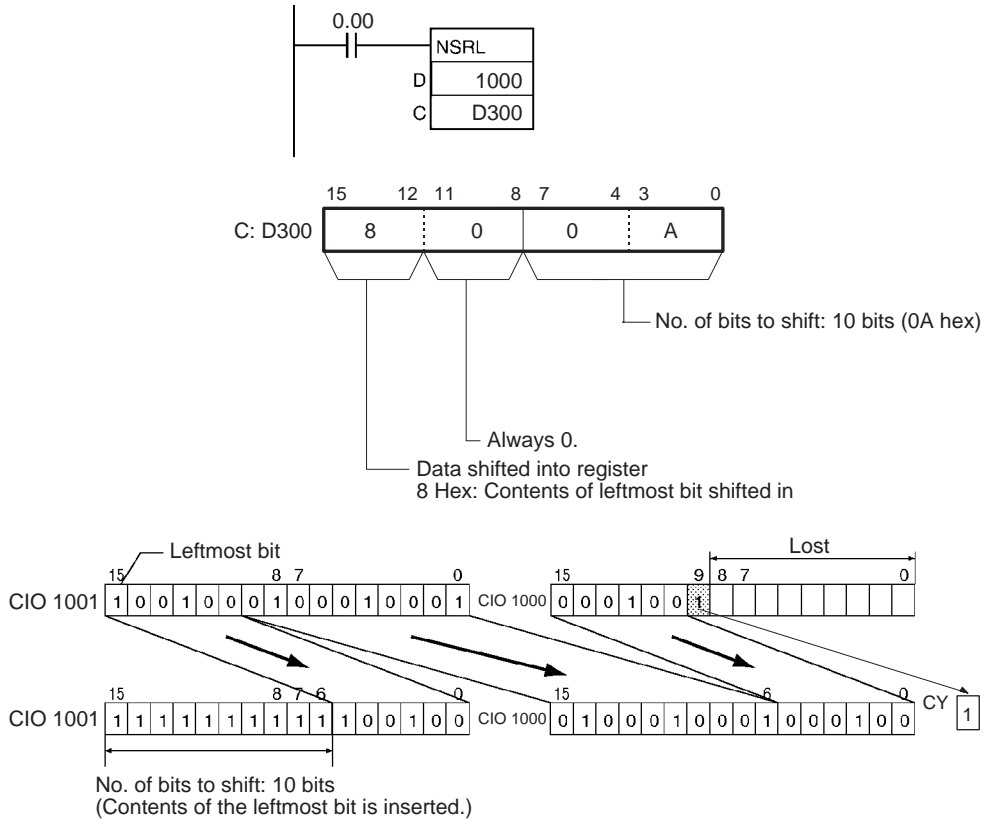 0.00
NSRL
D 1000
C D300
15 12 11 8 7 4 3 0
C: D300 8 0 0 A
No. of bits to shift: 10 bits (0A hex)
Always 0.
Data shifted into register
8 Hex: Contents of leftmost bit shifted in
Leftmost bit
Lost
15 8 7 0 15 9 8 7 0
CIO 1001 1 0 0 1 0 0 0 1 0 0 0 1 0 0 0 1 CIO 1000 0 0 0 1 0 0 1
15 8 7 6 0 15 6 0
CIO 1001 1 1 1 1 1 1 1 1 1 1 1 0 0 1 0 0 CIO 1000 0 1 0 0 0 1 0 0 0 1 0 0 0 1 0 0 CY 1
No. of bits to shift: 10 bits
(Contents of the leftmost bit is inserted.)